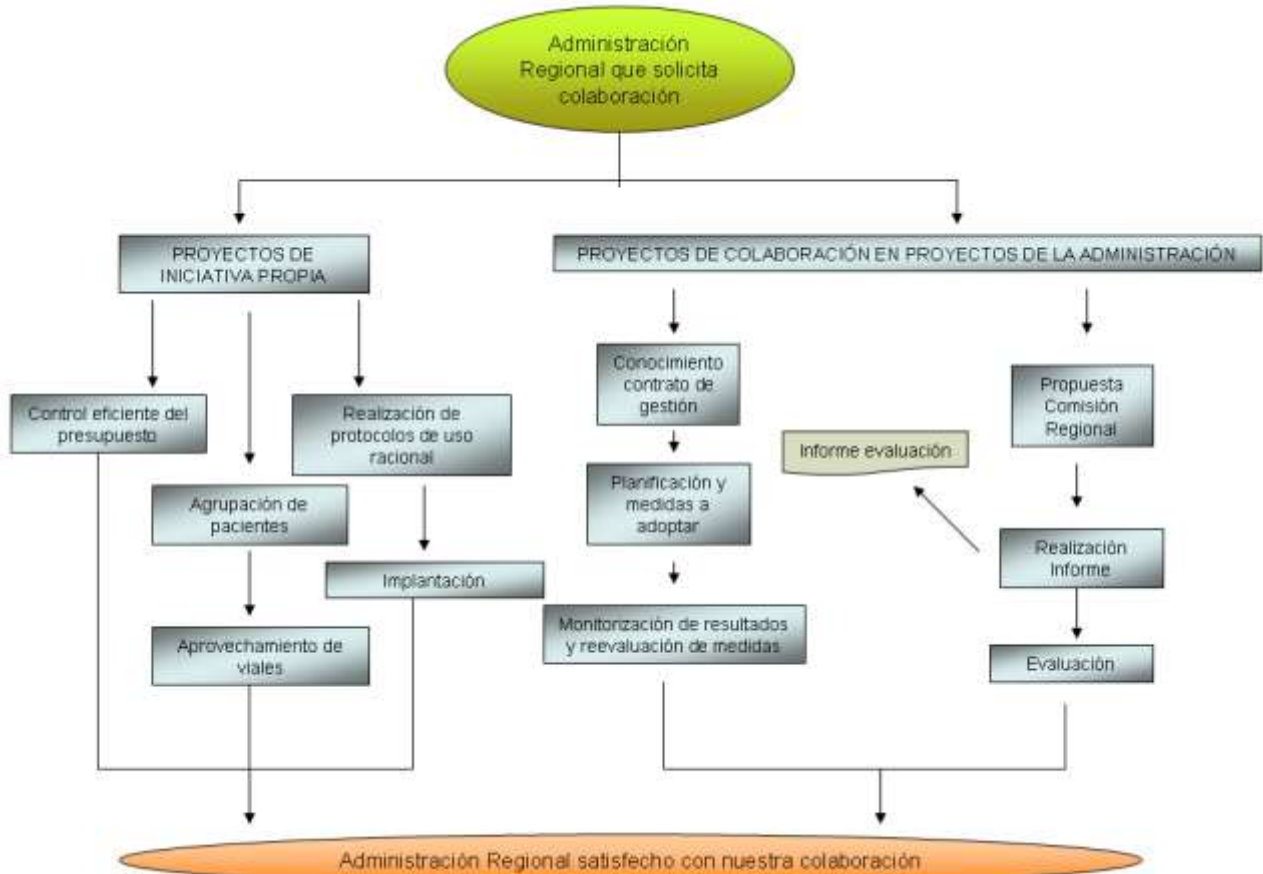 Administración
Regional que solicita
colaboración
PROYECTOS DE
INICIATIVA PROPIA
PROYECTOS DE COLABORACIÓN EN PROYECTOS DE LA ADMINISTRACIÓN
Control eficiente del
presupuesto
Realización de
protocolos de uso
racional
Agrupación de
pacientes
Implantación
Aprovechamiento de
viales
Conocimiento
contrato de
gestión
Planificación y
medidas a
adoptar
Monitorización de resultados
y reevaluación de medidas
Propuesta
Comisión
Regional
Informe evaluación
Realización
Informe
Evaluación
Administración Regional satisfecho con nuestra colaboración